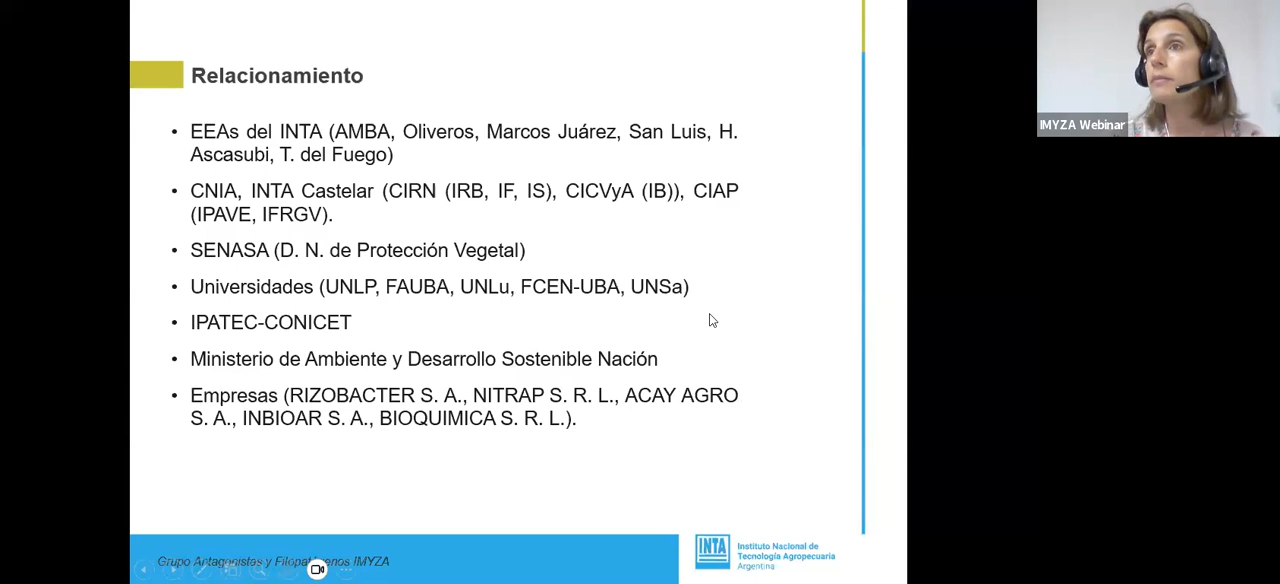 Relacionamiento
• EEAs del INTA (AMBA, Oliveros, Marcos Juárez, San Luis, H.
Ascasubi, T. del Fuego)
• CNIA, INTA Castelar (CIRN (IRB, IF, IS), CICVyA (IB)), CIAP
(IPAVE, IFRGV).
• SENASA (D. N. de Protección Vegetal)
• Universidades (UNLP, FAUBA, UNLu, FCEN-UBA, UNSa)
• IPATEC-CONICET
• Ministerio de Ambiente y Desarrollo Sostenible Nación
• Empresas (RIZOBACTER S. A., NITRAP S. R. L., ACAY AGRO
S. A., INBIOAR S. A., BIOQUIMICA S. R. L.).
IMYZA Webinar
Grupo Antagonistas y IMYZA
INTA
Instituto Nacional de
Tecnología Agropecuaria
Argentina